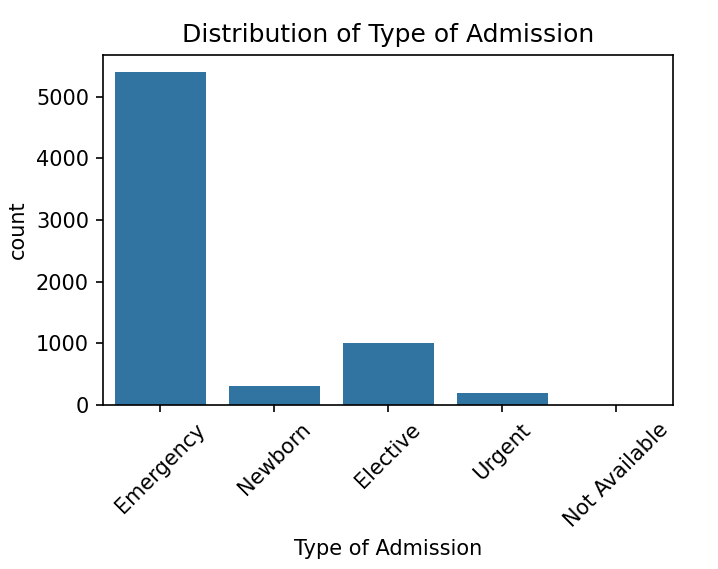 Distribution of Type of Admission
count
5000
4000
3000
2000
1000
0
Emergency
Newborn
Elective
Urgent
Not Available
Type of Admission